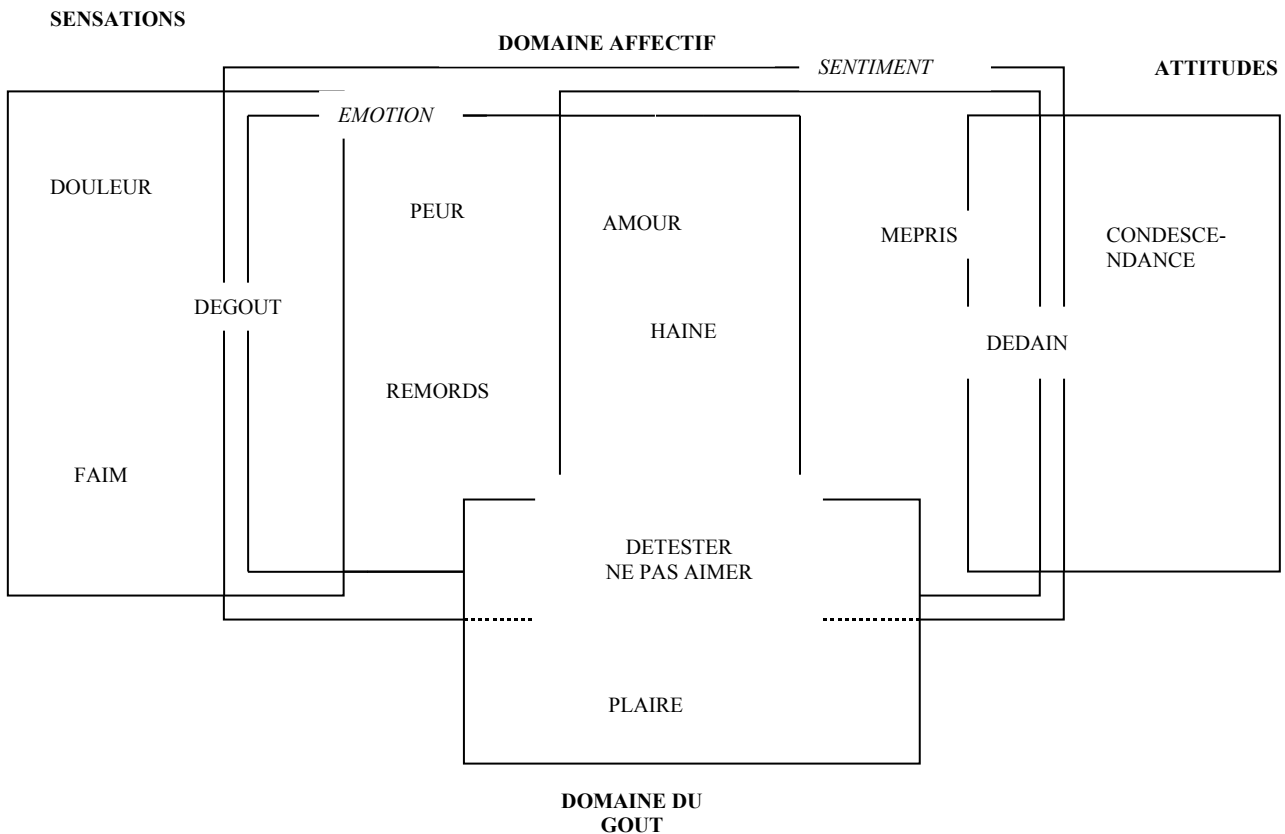 SENSATIONS
DOMAINE AFFECTIF
SENTIMENT
ATTITUDES
EMOTION
DOULEUR
PEUR
AMOUR
MEPRIS
CONDESCE-
NDANCE
DEGOUT
HAINE
DEDAIN
REMORDS
FAIM
DETESTER
NE PAS AIMER
PLAIRE
DOMAINE DU
GOUT